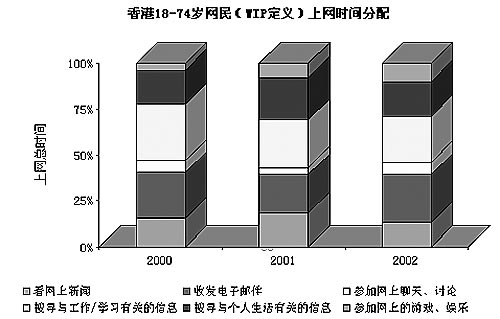 香港18-74岁网民(WIP定义)上网时间分配
上网总时间
100%
75%
50%
25%
0%
2000
2001
2002
看网上新闻
收发电子邮件
参加网上聊天、讨论
搜寻与工作/学习有关的信息
搜寻与个人生活有关的信息
参加网上的游戏、娱乐